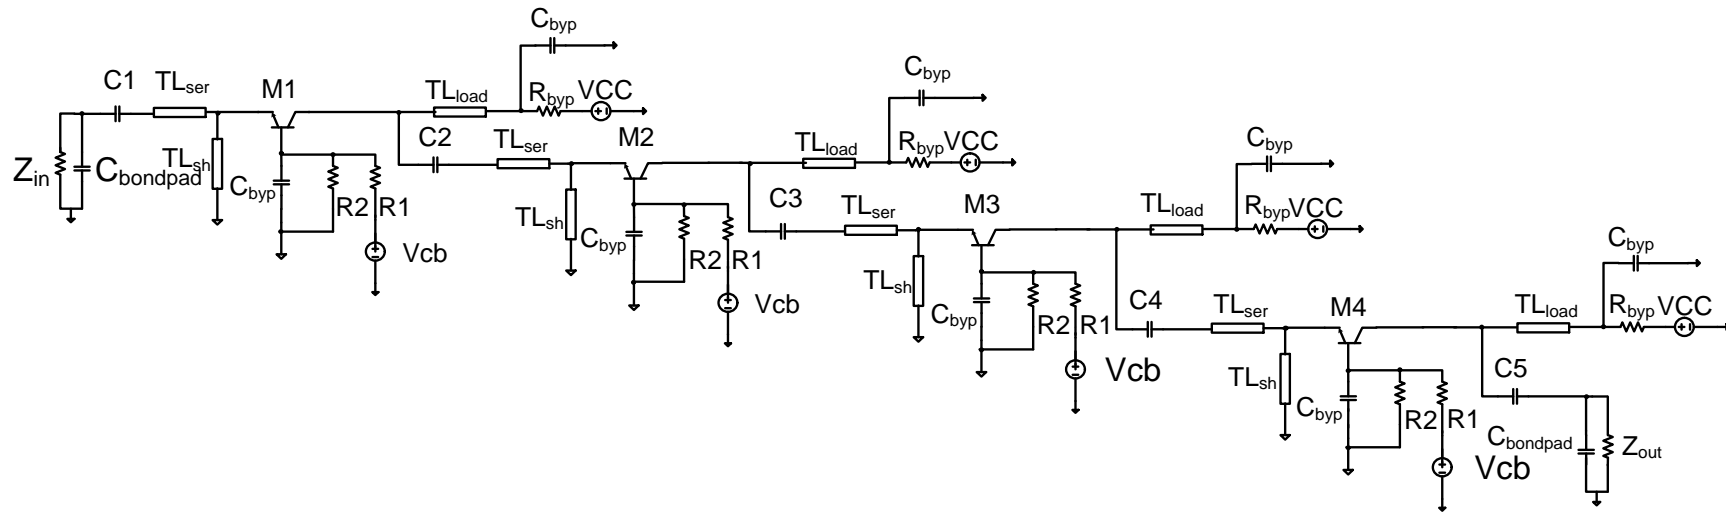 C_byp
C1 TL_ser M1 TL_load R_byp VCC
Z_in C_bondpad TL_sh C_byp R2 R1
Vcb
C_byp
C2 TL_ser M2 TL_load R_byp VCC
TL_sh C_byp R2 R1
Vcb
C_byp
C3 TL_ser M3 TL_load R_byp VCC
TL_sh C_byp R2 R1
Vcb
C_byp
C4 TL_ser M4 TL_load R_byp VCC
TL_sh C_byp R2 R1
Vcb
C5
C_bondpad Z_out